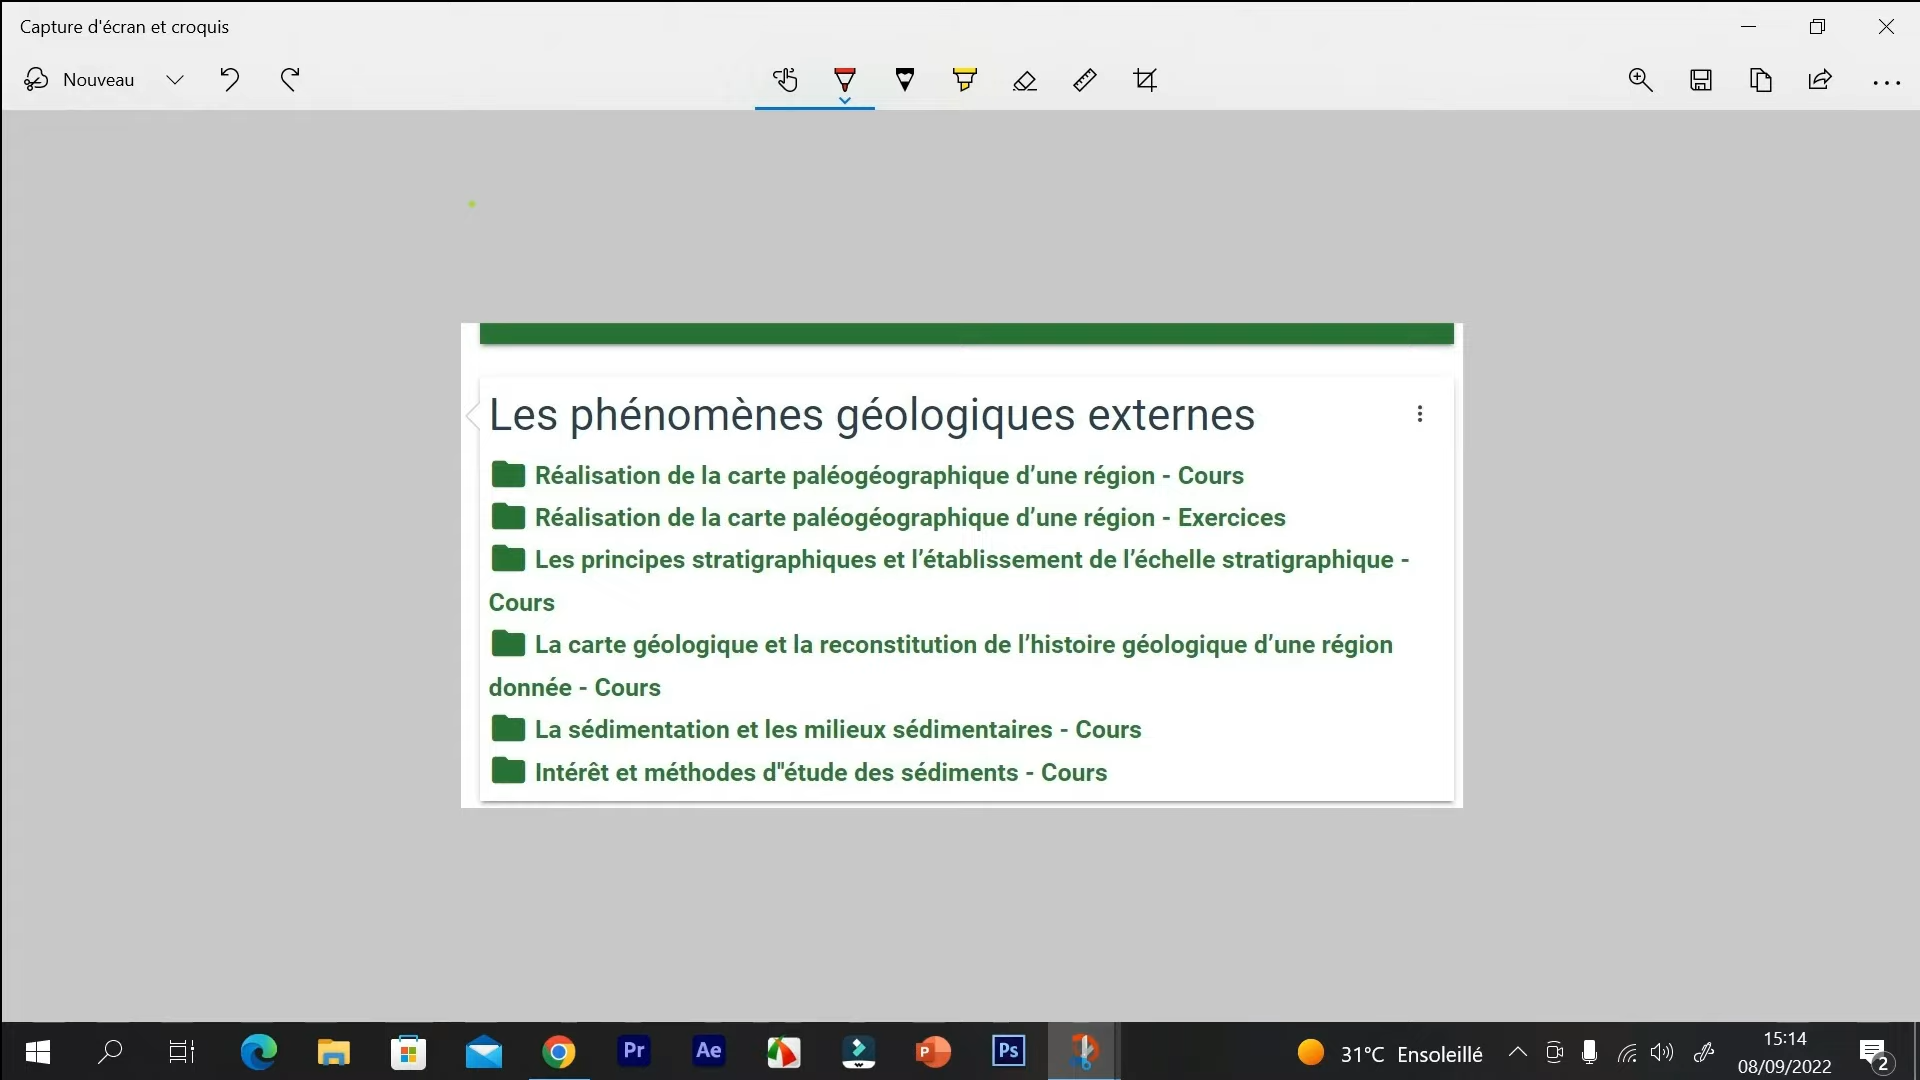 Capture d'écran et croquis
Nouveau
Les phénomènes géologiques externes
Réalisation de la carte paléogéographique d’une région - Cours
Réalisation de la carte paléogéographique d’une région - Exercices
Les principes stratigraphiques et l’établissement de l’échelle stratigraphique -
Cours
La carte géologique et la reconstitution de l’histoire géologique d’une région
donnée - Cours
La sédimentation et les milieux sédimentaires - Cours
Intérêt et méthodes d"étude des sédiments - Cours
Pr
Ae
P
Ps
31°C Ensoleillé
15:14
08/09/2022
2